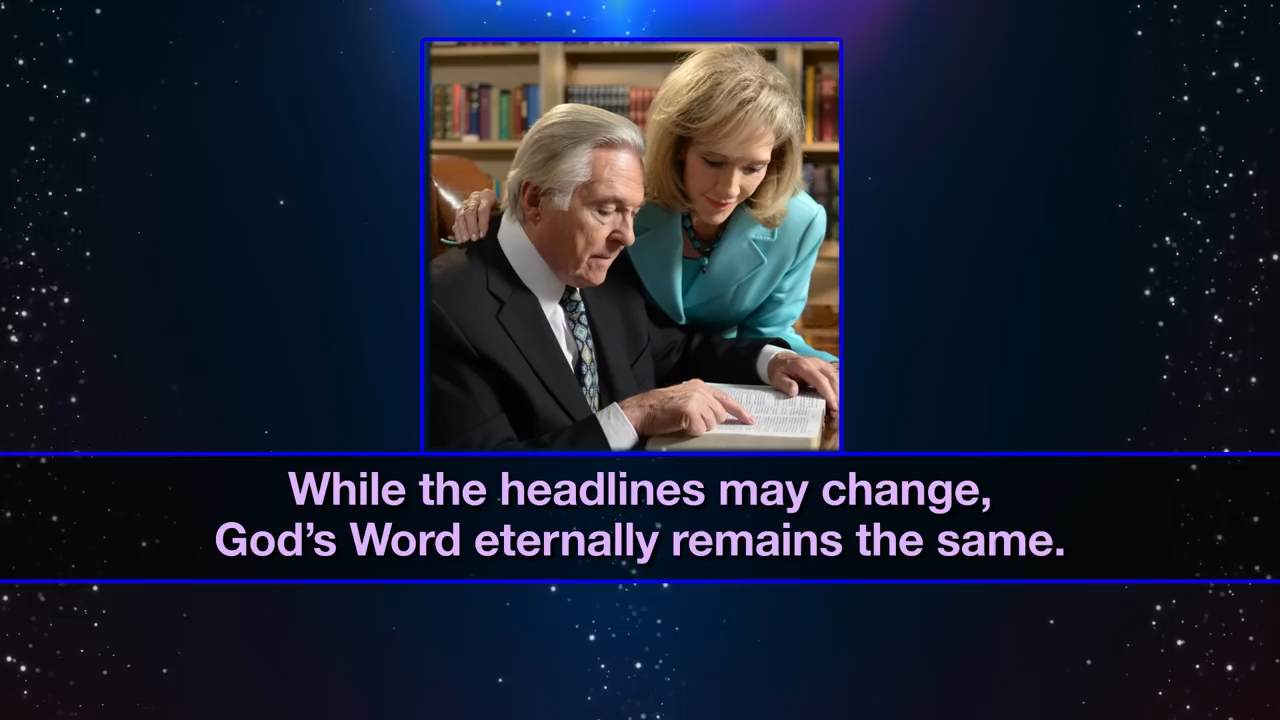 While the headlines may change,
God’s Word eternally remains the same.